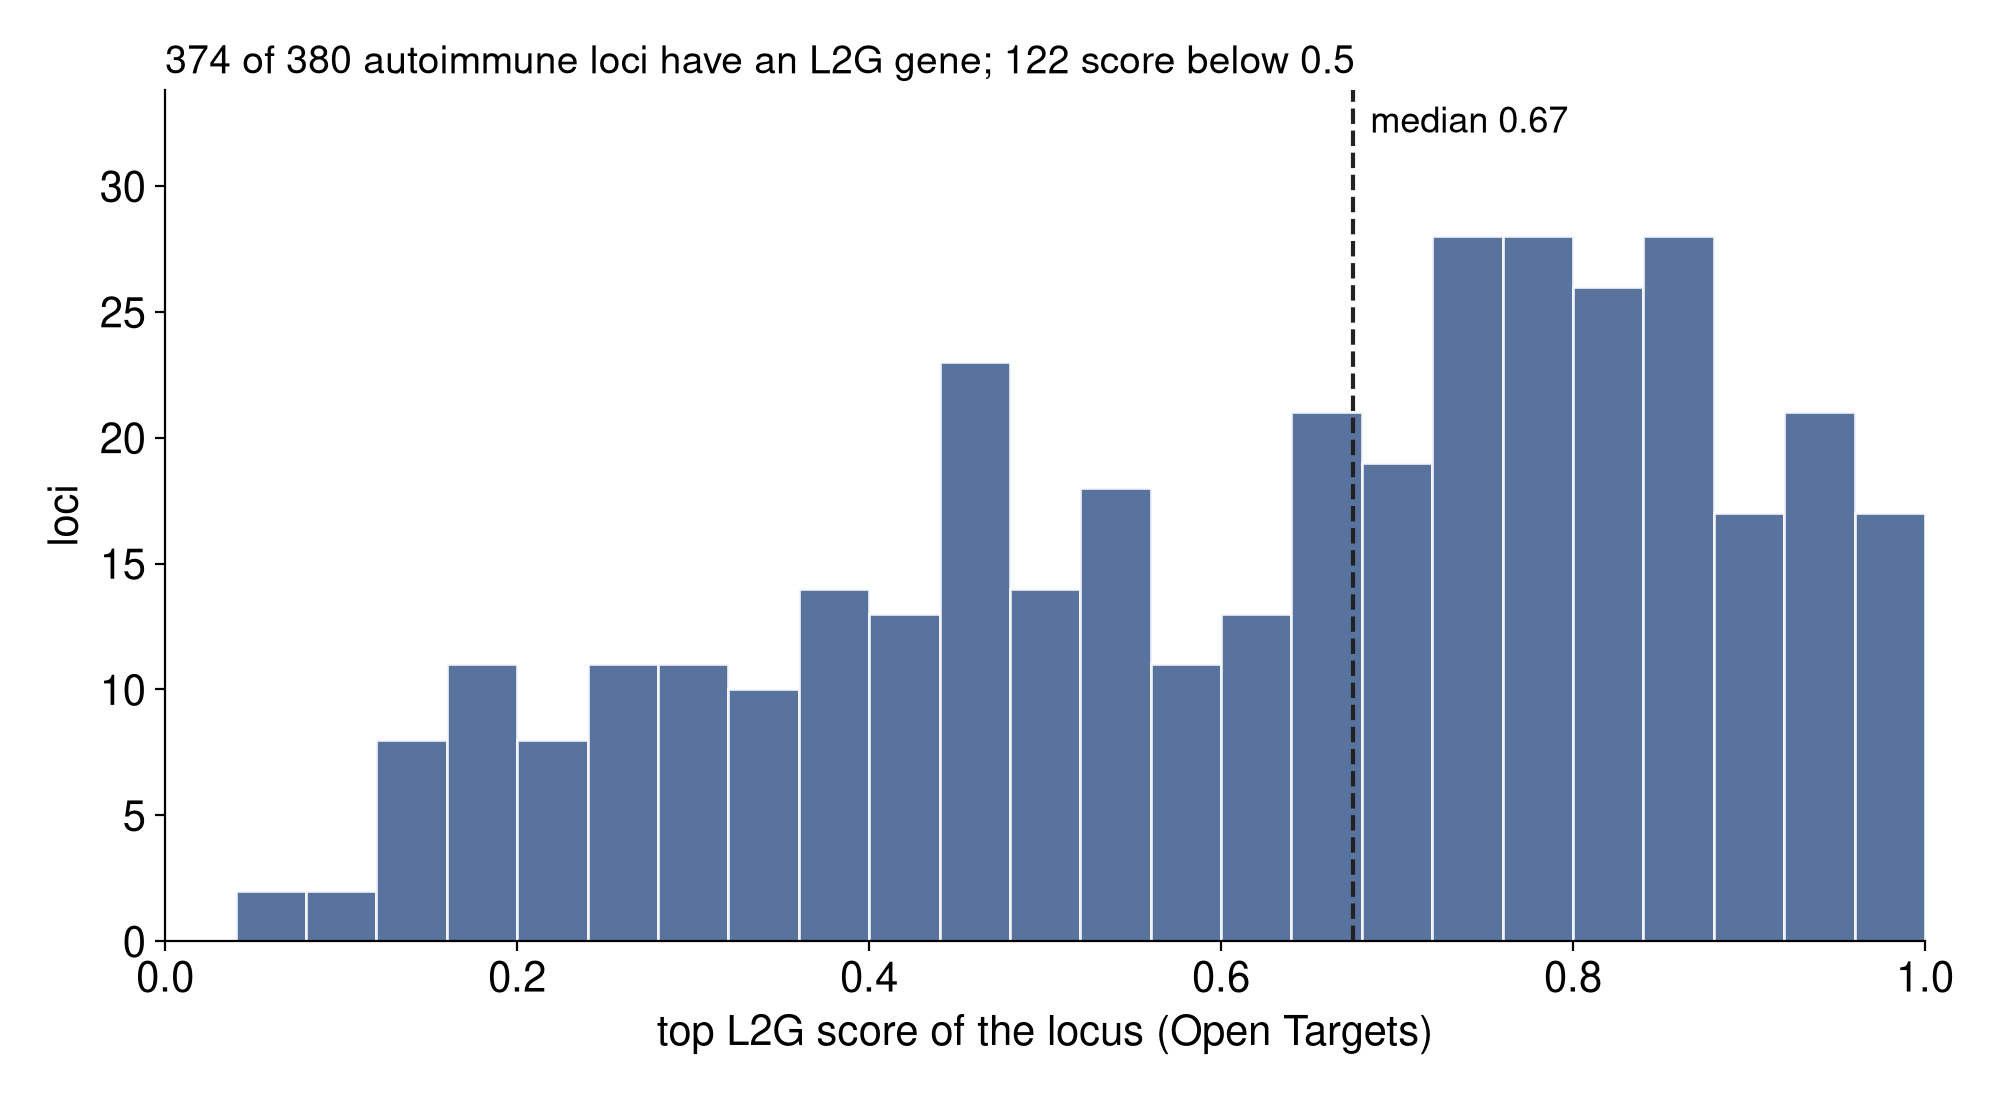 374 of 380 autoimmune loci have an L2G gene; 122 score below 0.5
median 0.67
30
25
20
15
10
5
0
loci
0.0 0.2 0.4 0.6 0.8 1.0
top L2G score of the locus (Open Targets)